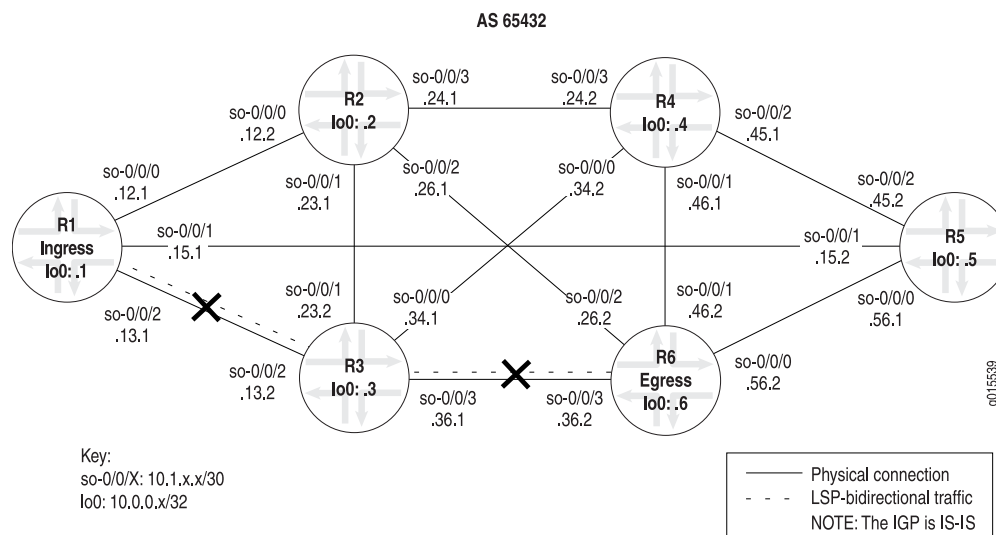 AS 65432
so-0/0/3
.24.1
so-0/0/3
.24.2
R2
lo0: .2
R4
lo0: .4
so-0/0/0
.12.2
so-0/0/2
.45.1
so-0/0/0
.12.1
so-0/0/1
.23.1
so-0/0/2
.26.1
so-0/0/0
.34.2
so-0/0/1
.46.1
so-0/0/2
.45.2
R1
Ingress
lo0: .1
so-0/0/1
.15.1
so-0/0/1
.15.2
R5
lo0: .5
so-0/0/2
.13.1
so-0/0/1
.23.2
so-0/0/0
.34.1
so-0/0/2
.26.2
so-0/0/1
.46.2
so-0/0/0
.56.1
so-0/0/2
.13.2
R3
lo0: .3
R6
Egress
lo0: .6
so-0/0/0
.56.2
so-0/0/3
.36.1
so-0/0/3
.36.2
g015539
Key:
so-0/0/X: 10.1.x.x/30
lo0: 10.0.0.x/32
Physical connection
LSP-bidirectional traffic
NOTE: The IGP is IS-IS